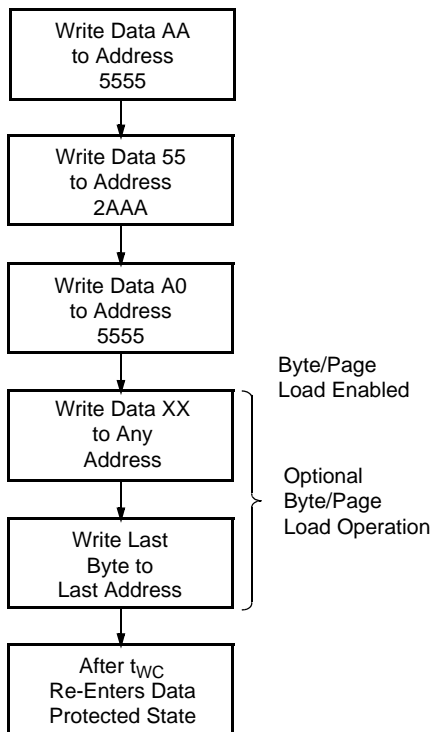 Write Data AA
to Address
5555
Write Data 55
to Address
2AAA
Write Data A0
to Address
5555
Byte/Page
Load Enabled
Write Data XX
to Any
Address
Optional
Byte/Page
Load Operation
Write Last
Byte to
Last Address
After tWC
Re-Enters Data
Protected State